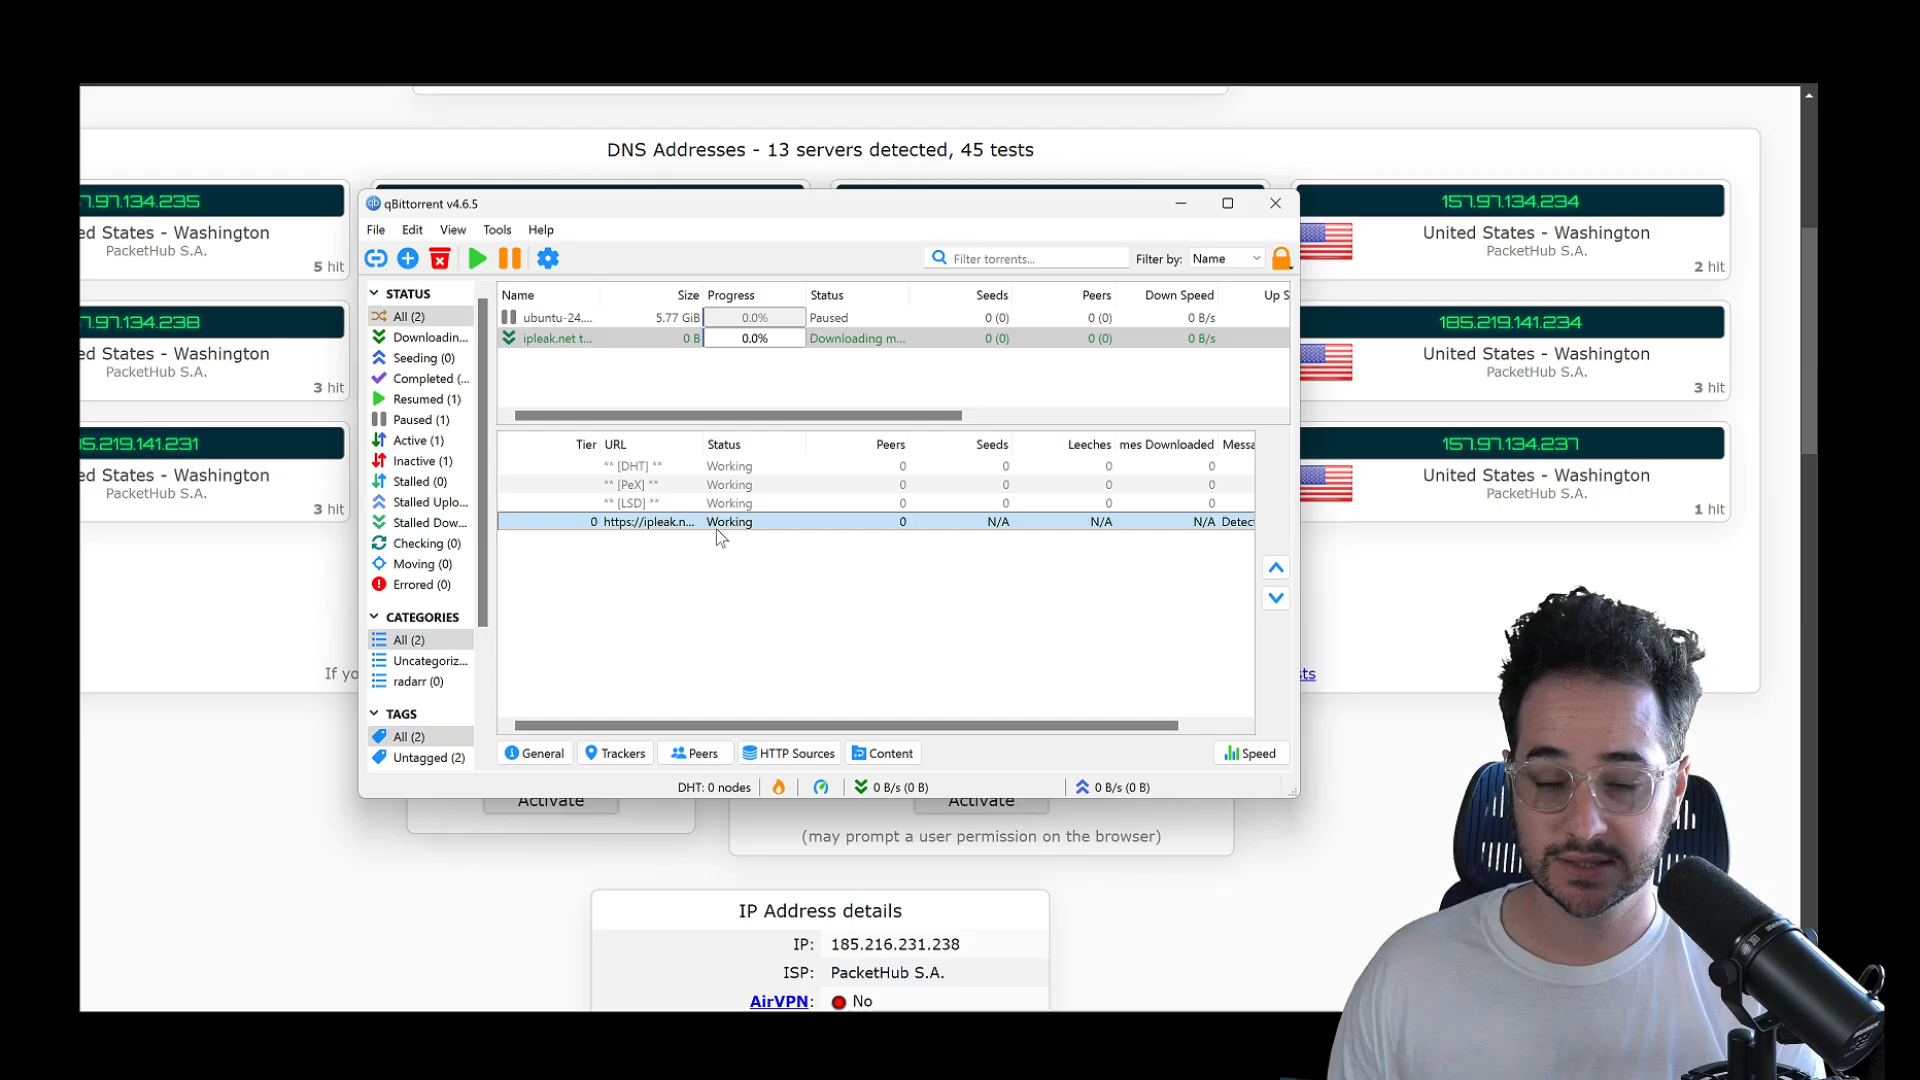 DNS Addresses - 13 servers detected, 45 tests
7.97.134.235
ed States - Washington
PacketHub S.A.
5 hit
.97.134.238
ed States - Washington
PacketHub S.A.
3 hit
5.219.141.231
ed States - Washington
PacketHub S.A.
3 hit
157.97.134.234
United States - Washington
PacketHub S.A.
2 hit
185.219.141.234
United States - Washington
PacketHub S.A.
3 hit
157.97.134.237
United States - Washington
PacketHub S.A.
1 hit
If yo
sts
qb qBittorrent v4.6.5
File Edit View Tools Help
Filter torrents... Filter by: Name
STATUS
All (2)
Downloadin...
Seeding (0)
Completed (...
Resumed (1)
Paused (1)
Active (1)
Inactive (1)
Stalled (0)
Stalled Uplo...
Stalled Dow...
Checking (0)
Moving (0)
Errored (0)
CATEGORIES
All (2)
Uncategoriz...
radarr (0)
TAGS
All (2)
Untagged (2)
Name Size Progress Status Seeds Peers Down Speed Up S
ubuntu-24.... 5.77 GiB 0.0% Paused 0 (0) 0 (0) 0 B/s
ipleak.net t... 0 B 0.0% Downloading m... 0 (0) 0 (0) 0 B/s
Tier URL Status Peers Seeds Leeches mes Downloaded Messa
** [DHT] ** Working 0 0 0 0
** [PeX] ** Working 0 0 0 0
** [LSD] ** Working 0 0 0 0
0 https://ipleak.n... Working 0 N/A N/A N/A Detec
General Trackers Peers HTTP Sources Content Speed
DHT: 0 nodes 0 B/s (0 B) 0 B/s (0 B)
Activate
Activate
(may prompt a user permission on the browser)
IP Address details
IP: 185.216.231.238
ISP: PacketHub S.A.
AirVPN: No